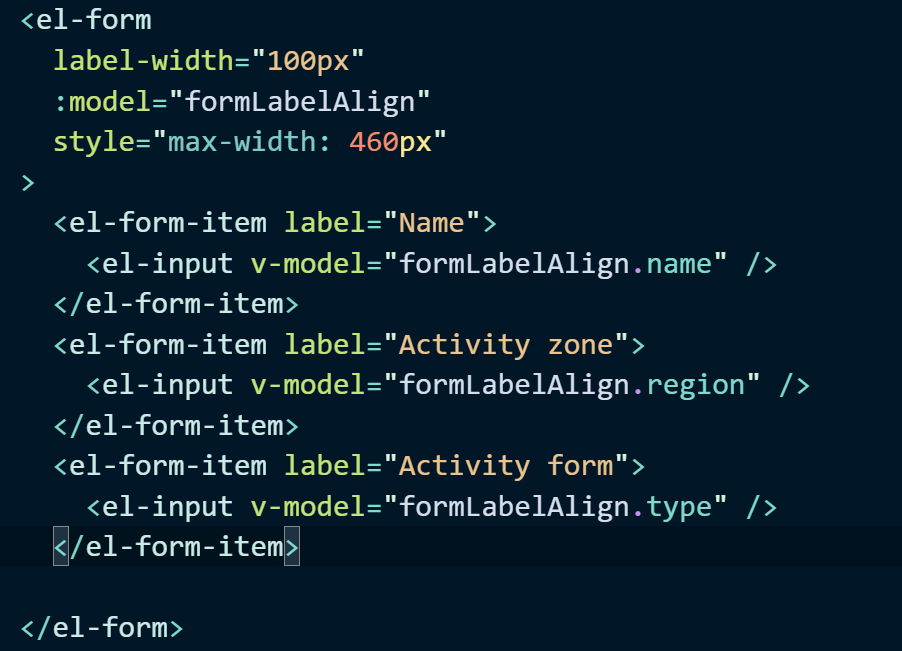 <el-form
  label-width="100px"
  :model="formLabelAlign"
  style="max-width: 460px"
>
  <el-form-item label="Name">
    <el-input v-model="formLabelAlign.name" />
  </el-form-item>
  <el-form-item label="Activity zone">
    <el-input v-model="formLabelAlign.region" />
  </el-form-item>
  <el-form-item label="Activity form">
    <el-input v-model="formLabelAlign.type" />
  </el-form-item>

</el-form>